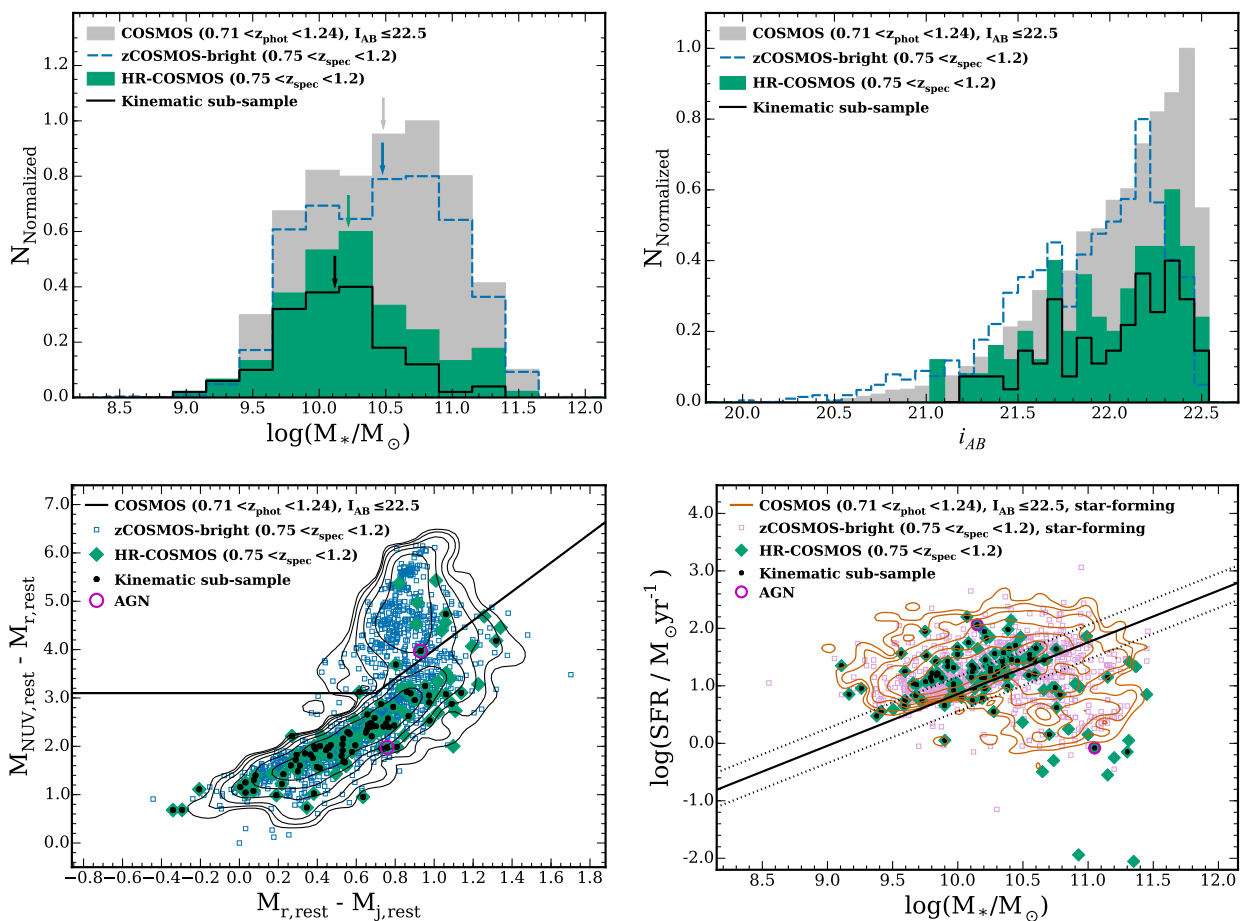 COSMOS (0.71 <z_phot <1.24), I_AB ≤22.5
zCOSMOS-bright (0.75 <z_spec <1.2)
HR-COSMOS (0.75 <z_spec <1.2)
Kinematic sub-sample
N_Normalized
1.0
0.8
0.6
0.4
0.2
0.0
8.5 9.0 9.5 10.0 10.5 11.0 11.5 12.0
log(M_*/M_⊙)
COSMOS (0.71 <z_phot <1.24), I_AB ≤22.5
zCOSMOS-bright (0.75 <z_spec <1.2)
HR-COSMOS (0.75 <z_spec <1.2)
Kinematic sub-sample
N_Normalized
1.0
0.8
0.6
0.4
0.2
0.0
20.0 20.5 21.0 21.5 22.0 22.5
i_AB
COSMOS (0.71 <z_phot <1.24), I_AB ≤22.5
zCOSMOS-bright (0.75 <z_spec <1.2)
HR-COSMOS (0.75 <z_spec <1.2)
Kinematic sub-sample
AGN
M_NUV,rest - M_r,rest
7.0
6.0
5.0
4.0
3.0
2.0
1.0
0.0
−0.8 −0.6 −0.4 −0.2 0.0 0.2 0.4 0.6 0.8 1.0 1.2 1.4 1.6 1.8
M_r,rest - M_j,rest
COSMOS (0.71 <z_phot <1.24), I_AB ≤22.5, star-forming
zCOSMOS-bright (0.75 <z_spec <1.2), star-forming
HR-COSMOS (0.75 <z_spec <1.2)
Kinematic sub-sample
AGN
log(SFR / M_⊙yr^-1)
4.0
3.0
2.0
1.0
0.0
-1.0
-2.0
8.5 9.0 9.5 10.0 10.5 11.0 11.5 12.0
log(M_*/M_⊙)